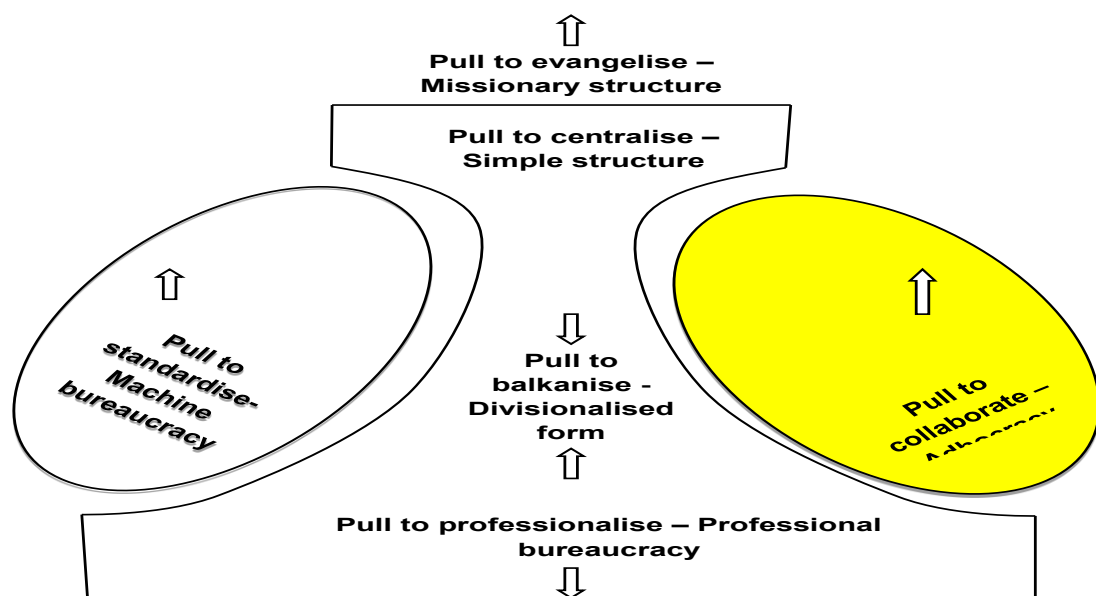 Pull to evangelise –
Missionary structure
Pull to centralise –
Simple structure
Pull to
standardise-
Machine
bureaucracy
Pull to
balkanise -
Divisionalised
form
Pull to
collaborate –
Pull to professionalise – Professional
bureaucracy